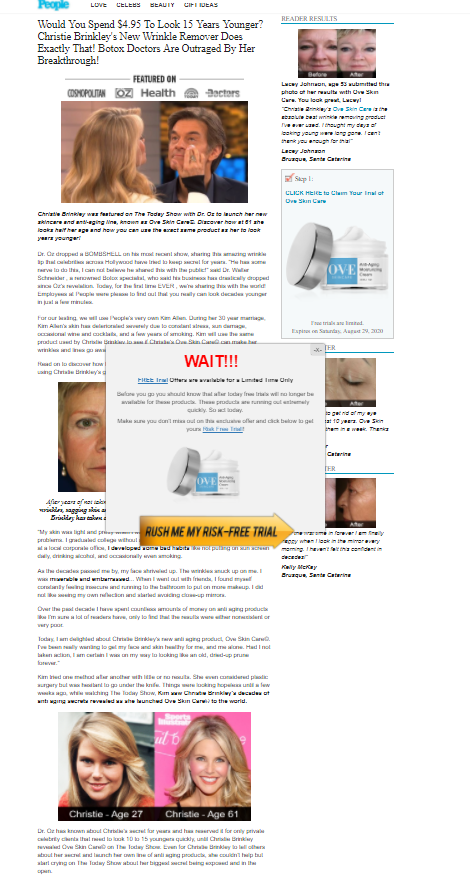 People
LOVE CELEBS BEAUTY GIFT IDEAS
Would You Spend $4.95 To Look 15 Years Younger?
Christie Brinkley's New Wrinkle Remover Does
Exactly That! Botox Doctors Are Outraged By Her
Breakthrough!
FEATURED ON
COSMOPOLITAN OZ Health Doctors
Christie Brinkley was featured on The Today Show with Dr. Oz to launch her new
skincare and anti-aging line, known as Ove Skin Care®. Discover how at 61 she
looks half her age and how you can use the exact same product as her to look
years younger!
Dr. Oz dropped a BOMBSHELL on his most recent show, sharing this amazing wrinkle
tip that celebrities across Hollywood have tried to keep secret for years. "He has some
nerve to do this, I can not believe he shared this with the public!" said Dr. Walter
Schneider , a renowned Botox specialist, who said his business has drastically dropped
since Oz's revelation. Today, for the first time EVER , we're sharing this with the world!
Employees at People were please to find out that you really can look decades younger
in just a few minutes.
For our testing, we will use People's very own Kim Allen. During her 30 year marriage,
Kim Allen's skin has deteriorated severely due to constant stress, sun damage,
occasional wine and cocktails, and a few years of smoking. Kim will use the same
product used by Christie Brinkley to see if Christie's Ove Skin Care® can make her
wrinkles and lines go away
Read on to discover how
using Christie Brinkley's
After years of not takin
wrinkles, sagging skin a
Brinkley has taken
"My skin was tight and pretty when
problems. I graduated college without
at a local corporate office, I developed some bad habits like not putting on sun screen
daily, drinking alcohol, and occasionally even smoking.
As the decades passed me by, my face shriveled up. The wrinkles snuck up on me. I
was miserable and embarrassed... When I went out with friends, I found myself
constantly feeling insecure and running to the bathroom to put on more makeup. I did
not like seeing my own reflection and started avoiding close-up mirrors.
Over the past decade I have spent countless amounts of money on anti aging products
like I'm sure a lot of readers have, only to find that the results were either nonexistent or
very poor.
Today, I am delighted about Christie Brinkley's new anti aging product, Ove Skin Care®.
I've been really wanting to get my face and skin healthy for me, and me alone. Had I not
taken action, I am certain I was on my way to looking like an old, dried-up prune
forever."
Kim tried one method after another with little or no results. She even considered plastic
surgery but was hesitant to go under the knife. Things were looking hopeless until a few
weeks ago, while watching The Today Show, Kim saw Christie Brinkley's decades of
anti aging secrets revealed as she launched Ove Skin Care® to the world.
Sports
Christie - Age 27 Christie - Age 61
Dr. Oz has known about Christie's secret for years and has reserved it for only private
celebrity clients that need to look 10 to 15 years younger quickly, until Christie Brinkley
revealed Ove Skin Care® on The Today Show. Even for Christie Brinkley to tell others
about her secret and launch her own line of anti aging products, she couldn't help but
start crying on The Today Show about her biggest secret being exposed and in the
open.
READER RESULTS
Before After
Lacey Johnson, age 53 submitted this
photo of her results with Ove Skin
Care. You look great, Lacey!
"Christie Brinkley's Ove Skin Care is the
absolute best wrinkle removing product
I've ever used. I thought my days of
looking young were long gone. I can't
thank you enough for this!"
Lacey Johnson
Brusque, Santa Catarina
Step 1:
CLICK HERE to Claim Your Trial of
Ove Skin Care
OVE
Anti-Aging
Moisturizing
Cream
Free trials are limited.
Expires on Saturday, August 29, 2020
TER
After
to get rid of my eye
st 10 years. Ove Skin
them in a week. Thanks
Catarina
TER
After
me in forever I am finally
happy when I look in the mirror every
morning. I haven't felt this confident in
decades!"
Kelly McKay
Brusque, Santa Catarina
-X-
WAIT!!!
FREE Trial Offers are available for a Limited Time Only
Before you go you should know that after today free trials will no longer be
available for these products. These products are running out extremely
quickly. So act today.
Make sure you don't miss out on this exclusive offer and click below to get
yours Risk Free Trial!
OVE
RUSH ME MY RISK-FREE TRIAL